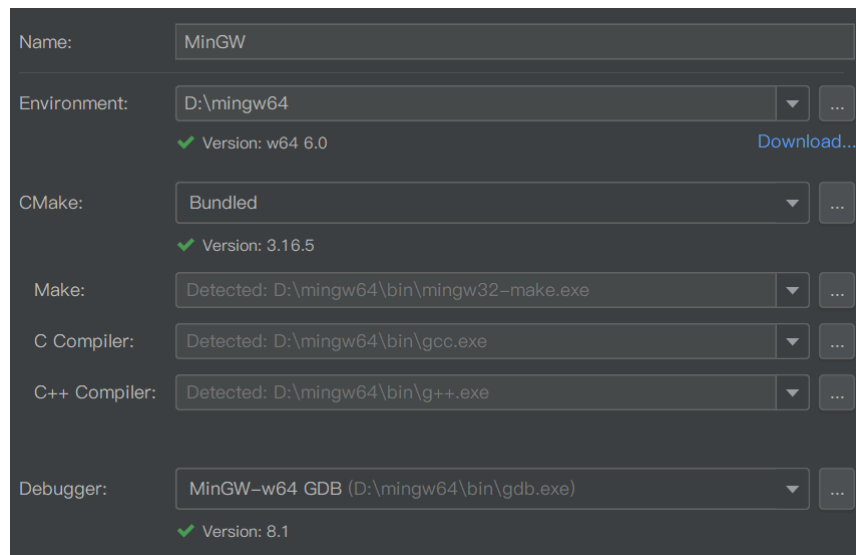 Name: MinGW
Environment: D:\mingw64 ...
Version: w64 6.0 Download...
CMake: Bundled ...
Version: 3.16.5
Make: Detected: D:\mingw64\bin\mingw32-make.exe ...
C Compiler: Detected: D:\mingw64\bin\gcc.exe ...
C++ Compiler: Detected: D:\mingw64\bin\g++.exe ...
Debugger: MinGW-w64 GDB (D:\mingw64\bin\gdb.exe) ...
Version: 8.1